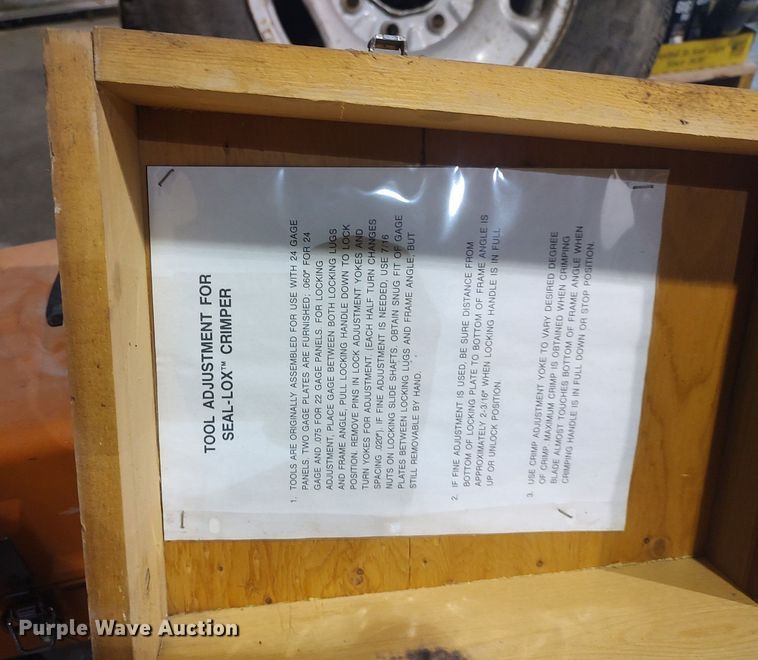 TOOL ADJUSTMENT FOR
SEAL-LOX™ CRIMPER
1. TOOLS ARE ORIGINALLY ASSEMBLED FOR USE WITH 24 GAGE
PANELS. TWO GAGE PLATES ARE FURNISHED; .060" FOR 24
GAGE AND .075 FOR 22 GAGE PANELS. FOR LOCKING
ADJUSTMENT, PLACE GAGE BETWEEN BOTH LOCKING LUGS
AND FRAME ANGLE, PULL LOCKING HANDLE DOWN TO LOCK
POSITION. REMOVE PINS IN LOCK ADJUSTMENT YOKES AND
TURN YOKES FOR ADJUSTMENT. (EACH HALF TURN CHANGES
SPACING .020"). IF FINE ADJUSTMENT IS NEEDED, USE 7/16
NUTS ON LOCKING SLIDE SHAFTS. OBTAIN SNUG FIT OF GAGE
PLATES BETWEEN LOCKING LUGS AND FRAME ANGLE, BUT
STILL REMOVABLE BY HAND.
2. IF FINE ADJUSTMENT IS USED, BE SURE DISTANCE FROM
BOTTOM OF LOCKING PLATE TO BOTTOM OF FRAME ANGLE IS
APPROXIMATELY 2-3/16" WHEN LOCKING HANDLE IS IN FULL
UP OR UNLOCK POSITION.
3. USE CRIMP ADJUSTMENT YOKE TO VARY DESIRED DEGREE
OF CRIMP. MAXIMUM CRIMP IS OBTAINED WHEN CRIMPING
BLADE ALMOST TOUCHES BOTTOM OF FRAME ANGLE WHEN
CRIMPING HANDLE IS IN FULL DOWN OR STOP POSITION.
Purple Wave Auction